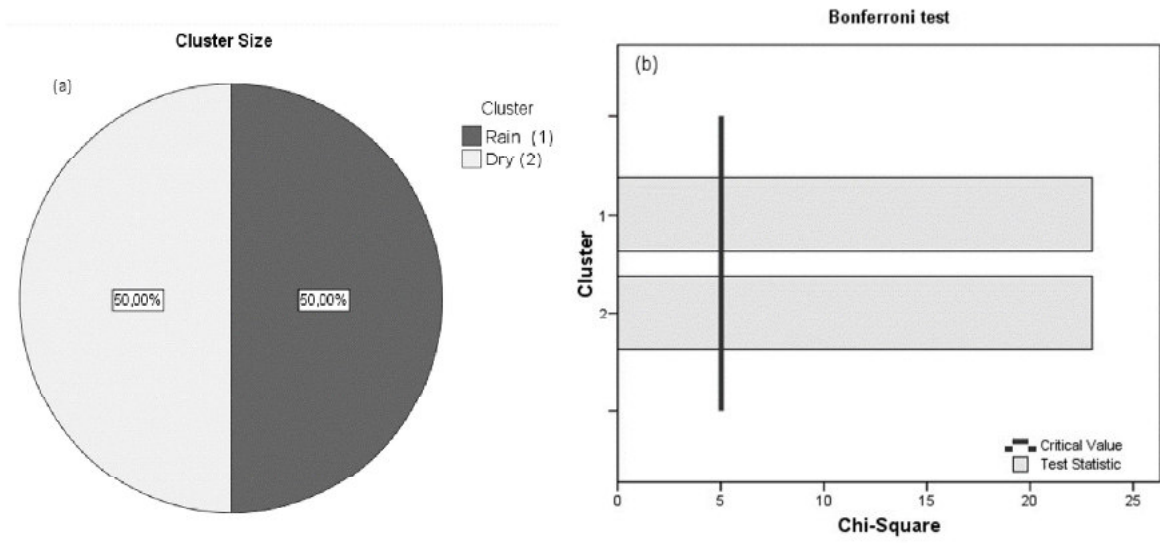 Cluster Size
(a)
Cluster
Rain (1)
Dry (2)
50,00%
50,00%
Bonferroni test
(b)
Cluster
1
2
Critical Value
Test Statistic
0
5
10
15
20
25
Chi-Square